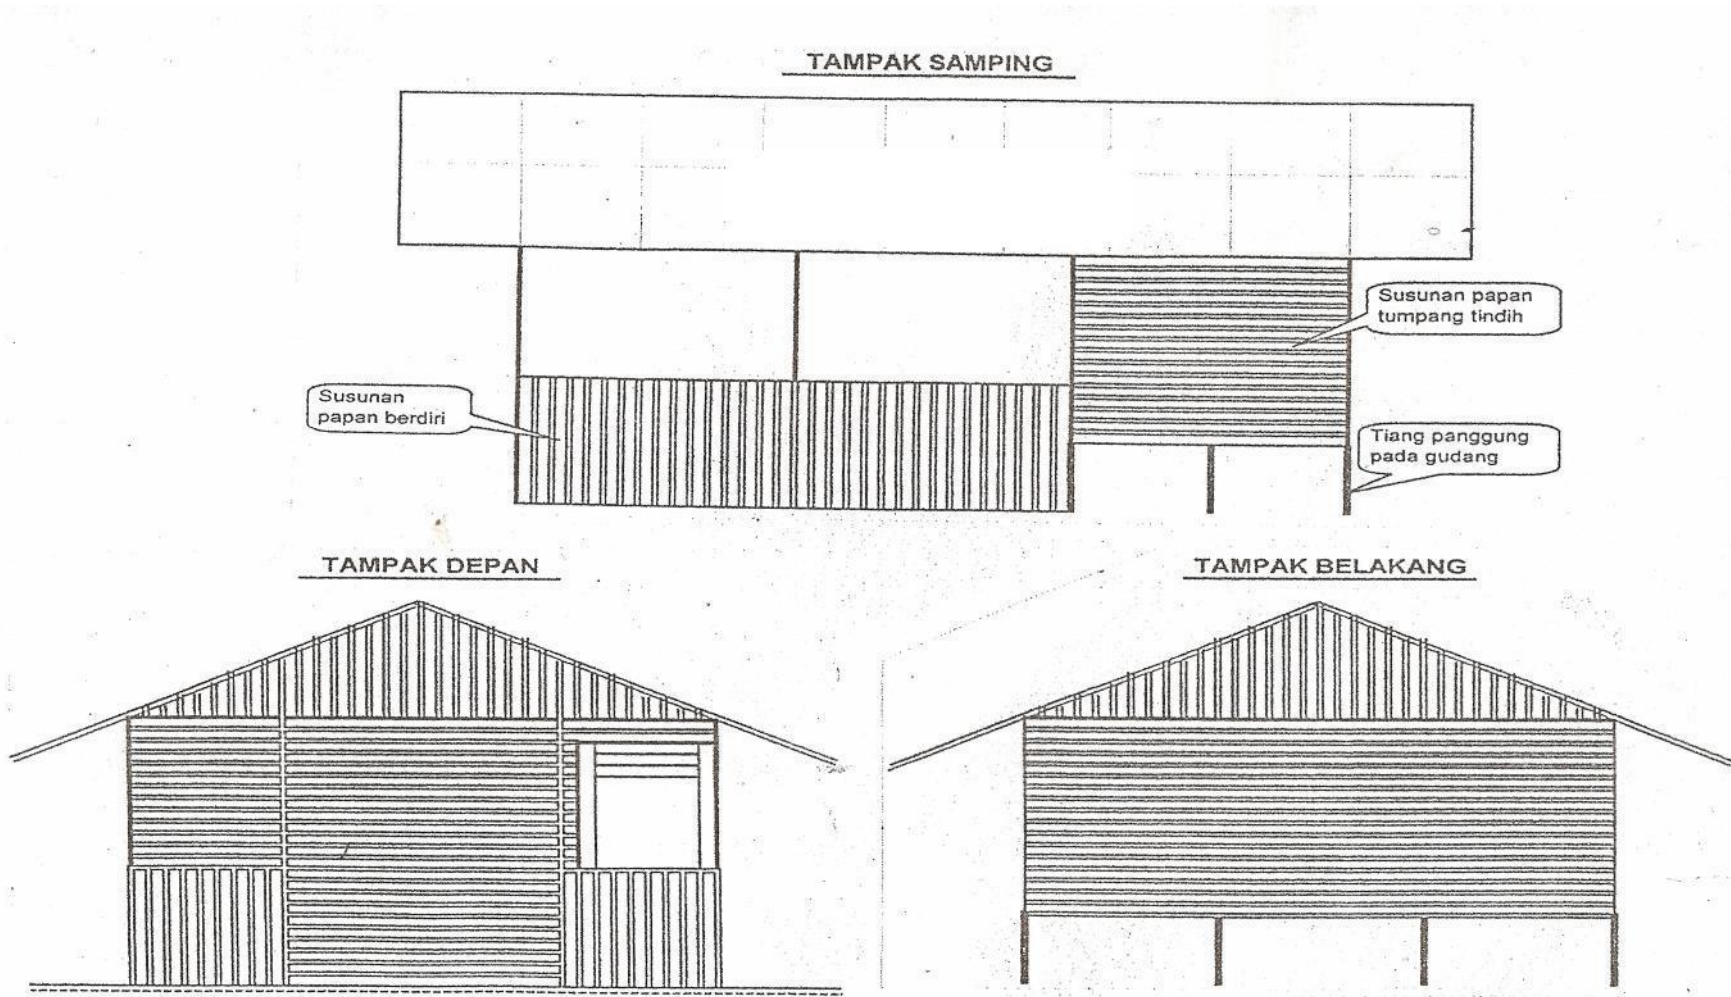 TAMPAK SAMPING
Susunan papan
tumpang tindih
Susunan
papan berdiri
Tiang panggung
pada gudang
TAMPAK DEPAN
TAMPAK BELAKANG